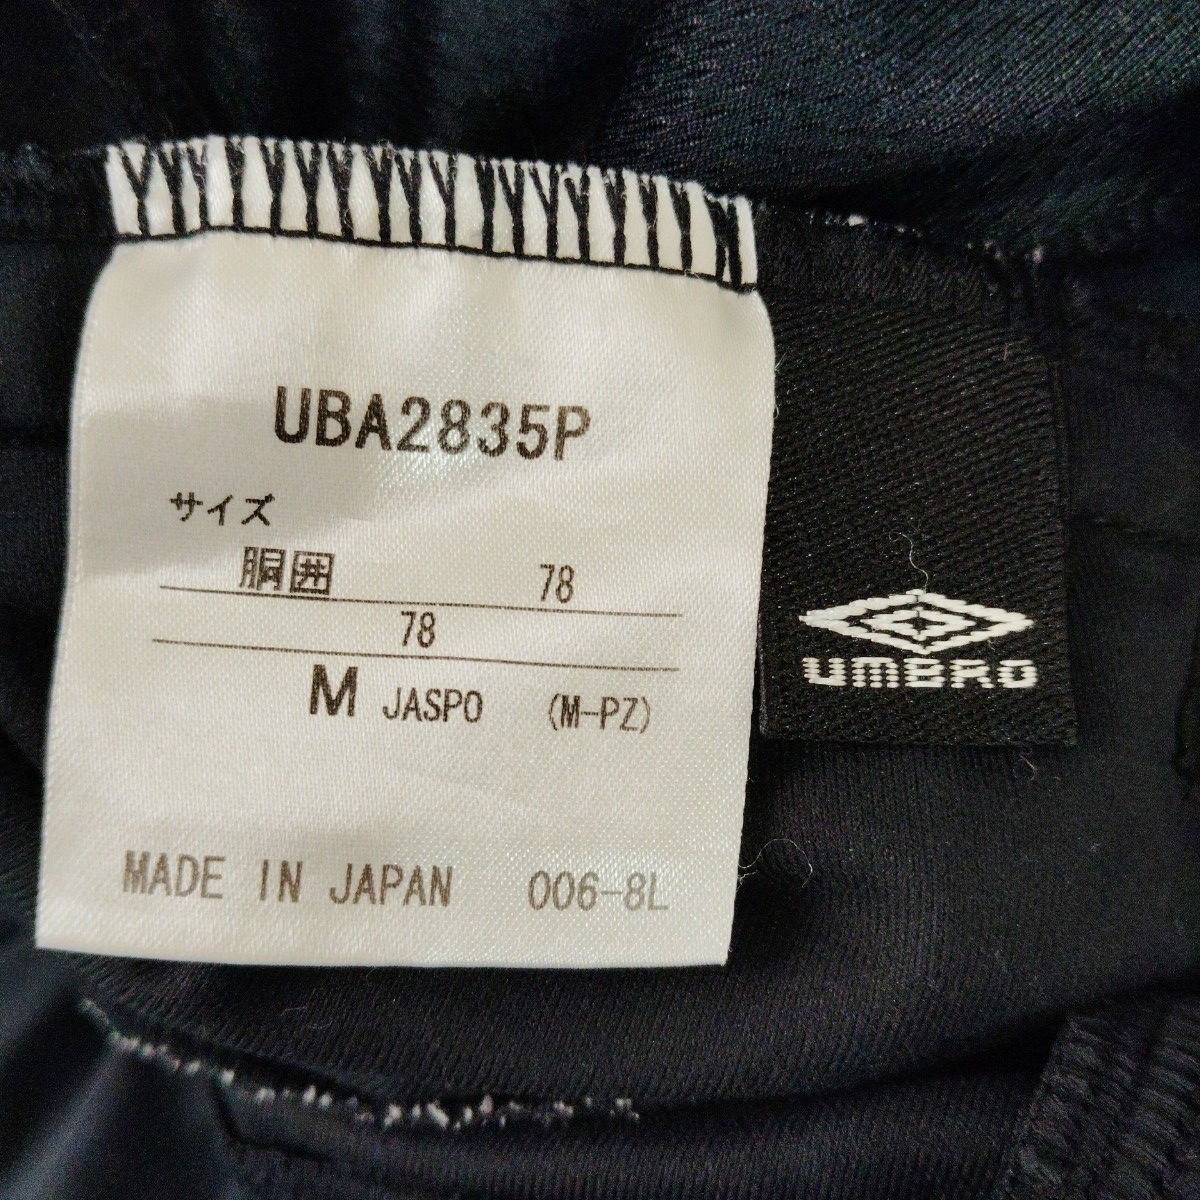 UBA2835P
サイズ
胴囲 78
78
M JASPO (M-PZ)
MADE IN JAPAN 006-8L
UMBRO